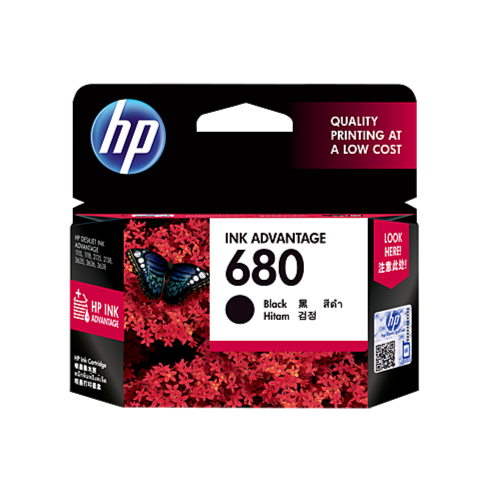 hp
QUALITY
PRINTING AT
A LOW COST
HP DESKJET INK
ADVANTAGE
INK ADVANTAGE
680
Black 黑 สีดำ
Hitam 검정
LOOK
HERE!
注意此处!
HP INK
ADVANTAGE
hp
HP Ink Cartridge